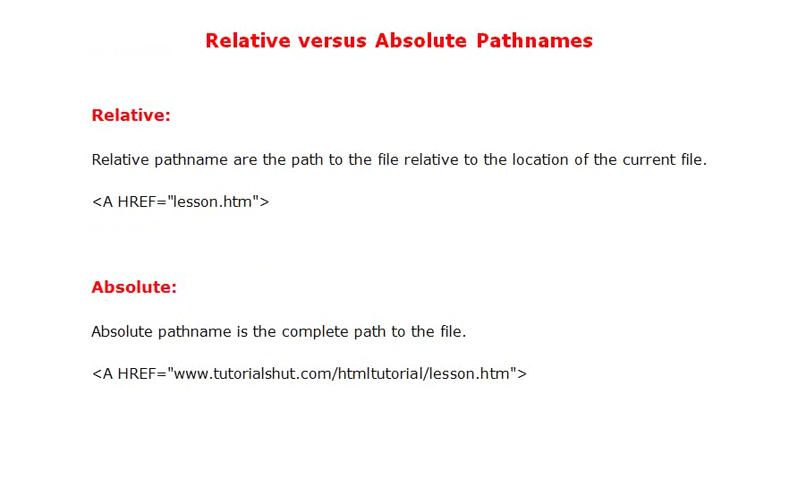 Relative versus Absolute Pathnames
Relative:
Relative pathname are the path to the file relative to the location of the current file.
<A HREF="lesson.htm">
Absolute:
Absolute pathname is the complete path to the file.
<A HREF="www.tutorialshut.com/htmltutorial/lesson.htm">